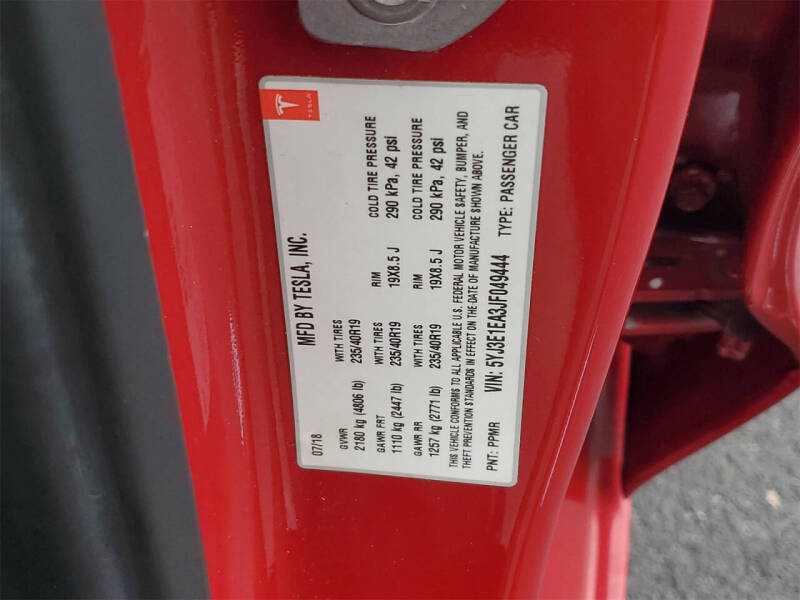 TESLA
MFD BY TESLA, INC.
07/18
GVWR WITH TIRES RIM COLD TIRE PRESSURE
2180 kg (4806 lb) 235/40R19
GAWR FRT WITH TIRES RIM COLD TIRE PRESSURE
1110 kg (2447 lb) 235/40R19 19X8.5 J 290 kPa, 42 psi
GAWR RR WITH TIRES RIM COLD TIRE PRESSURE
1257 kg (2771 lb) 235/40R19 19X8.5 J 290 kPa, 42 psi
THIS VEHICLE CONFORMS TO ALL APPLICABLE U.S. FEDERAL MOTOR VEHICLE SAFETY, BUMPER, AND
THEFT PREVENTION STANDARDS IN EFFECT ON THE DATE OF MANUFACTURE SHOWN ABOVE.
PNT: PPMR VIN: 5YJ3E1EA3JF049444 TYPE: PASSENGER CAR